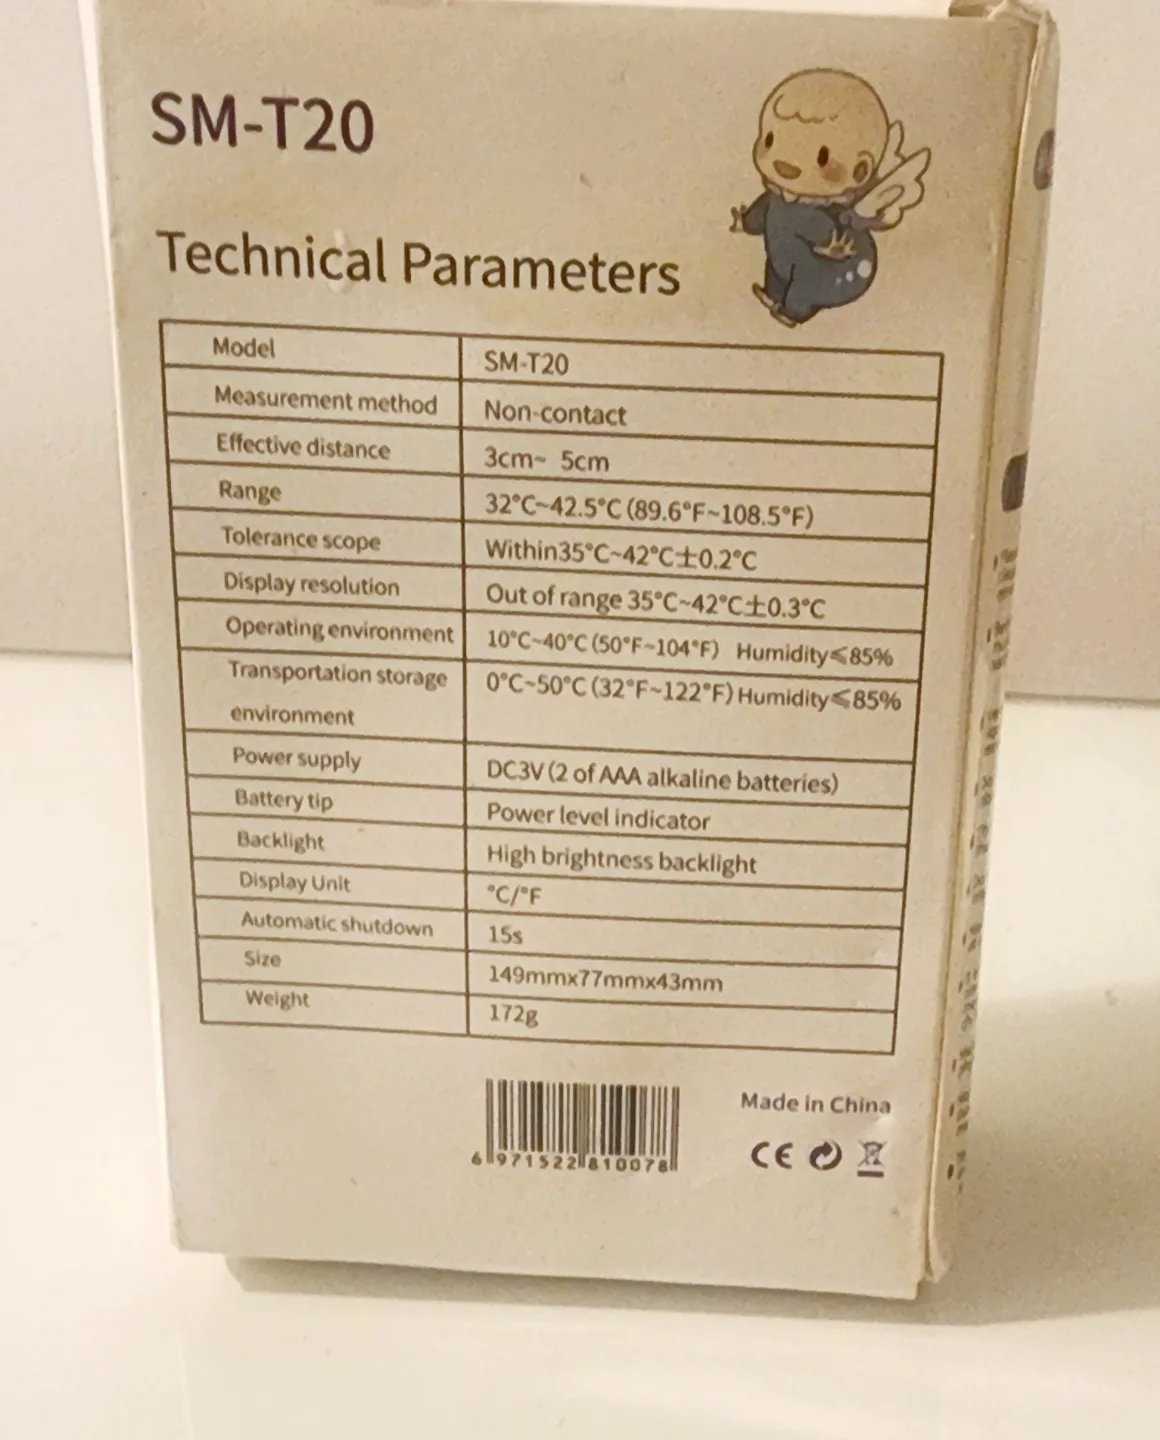 SM-T20
Technical Parameters
Model SM-T20
Measurement method Non-contact
Effective distance 3cm~ 5cm
Range 32°C~42.5°C (89.6°F~108.5°F)
Tolerance scope Within35°C~42°C±0.2°C
Display resolution Out of range 35°C~42°C±0.3°C
Operating environment 10°C~40°C (50°F~104°F) Humidity≤85%
Transportation storage 0°C~50°C (32°F~122°F) Humidity≤85%
environment
Power supply DC3V (2 of AAA alkaline batteries)
Battery tip Power level indicator
Backlight High brightness backlight
Display Unit °C/°F
Automatic shutdown 15s
Size 149mmx77mmx43mm
Weight 172g
Made in China
6 971522 810078
CE